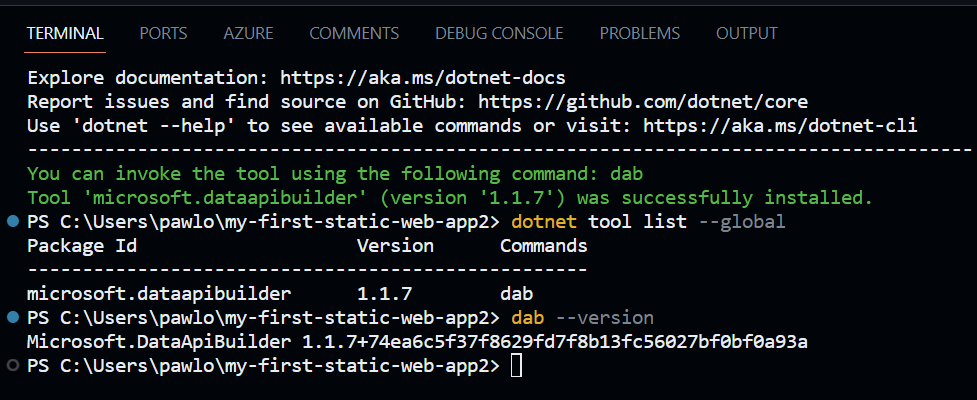 TERMINAL PORTS AZURE COMMENTS DEBUG CONSOLE PROBLEMS OUTPUT
Explore documentation: https://aka.ms/dotnet-docs
Report issues and find source on GitHub: https://github.com/dotnet/core
Use 'dotnet --help' to see available commands or visit: https://aka.ms/dotnet-cli
--------------------------------------------------------------------------------------
You can invoke the tool using the following command: dab
Tool 'microsoft.dataapibuilder' (version '1.1.7') was successfully installed.
PS C:\Users\pawlo\my-first-static-web-app2> dotnet tool list --global
Package Id                    Version      Commands
---------------------------------------------------
microsoft.dataapibuilder      1.1.7        dab
PS C:\Users\pawlo\my-first-static-web-app2> dab --version
Microsoft.DataApiBuilder 1.1.7+74ea6c5f37f8629fd7f8b13fc56027bf0bf0a93a
PS C:\Users\pawlo\my-first-static-web-app2>